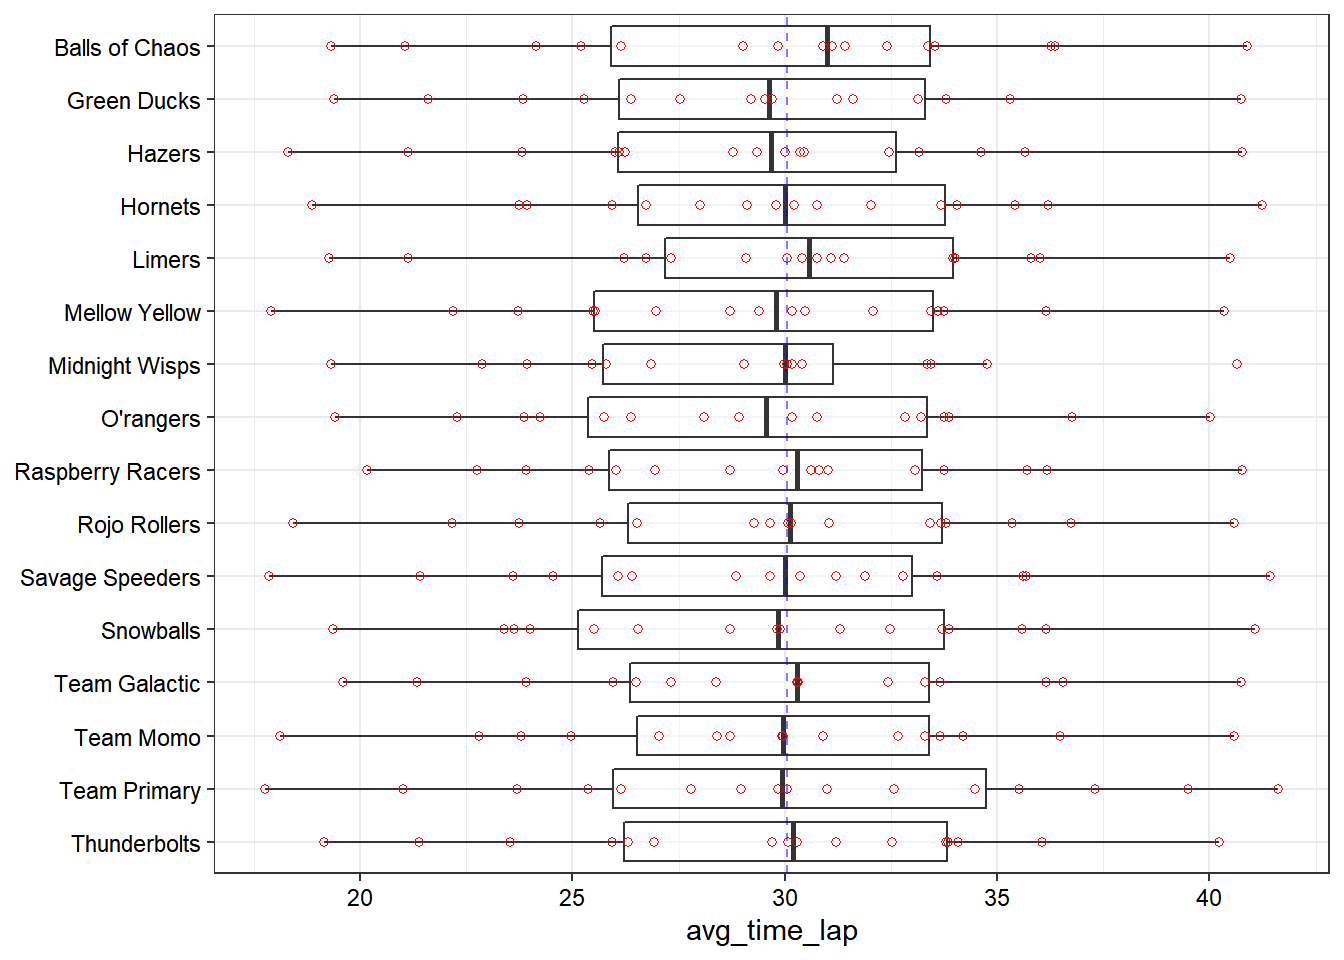 Balls of Chaos
Green Ducks
Hazers
Hornets
Limers
Mellow Yellow
Midnight Wisps
O'rangers
Raspberry Racers
Rojo Rollers
Savage Speeders
Snowballs
Team Galactic
Team Momo
Team Primary
Thunderbolts
20 25 30 35 40
avg_time_lap